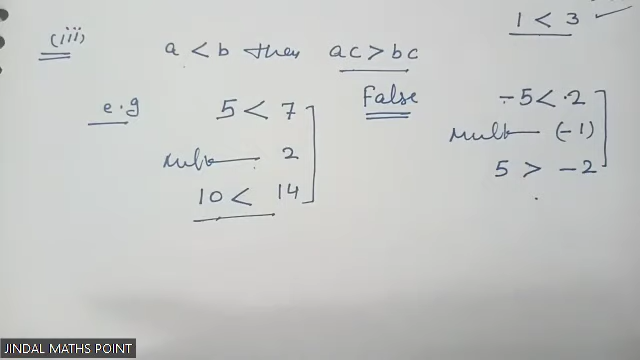 1 < 3 ✓
(iii) a < b then ac > bc
False
e.g 5 < 7
mult 2
10 < 14
-5 < 2
mult (-1)
5 > -2
JINDAL MATHS POINT